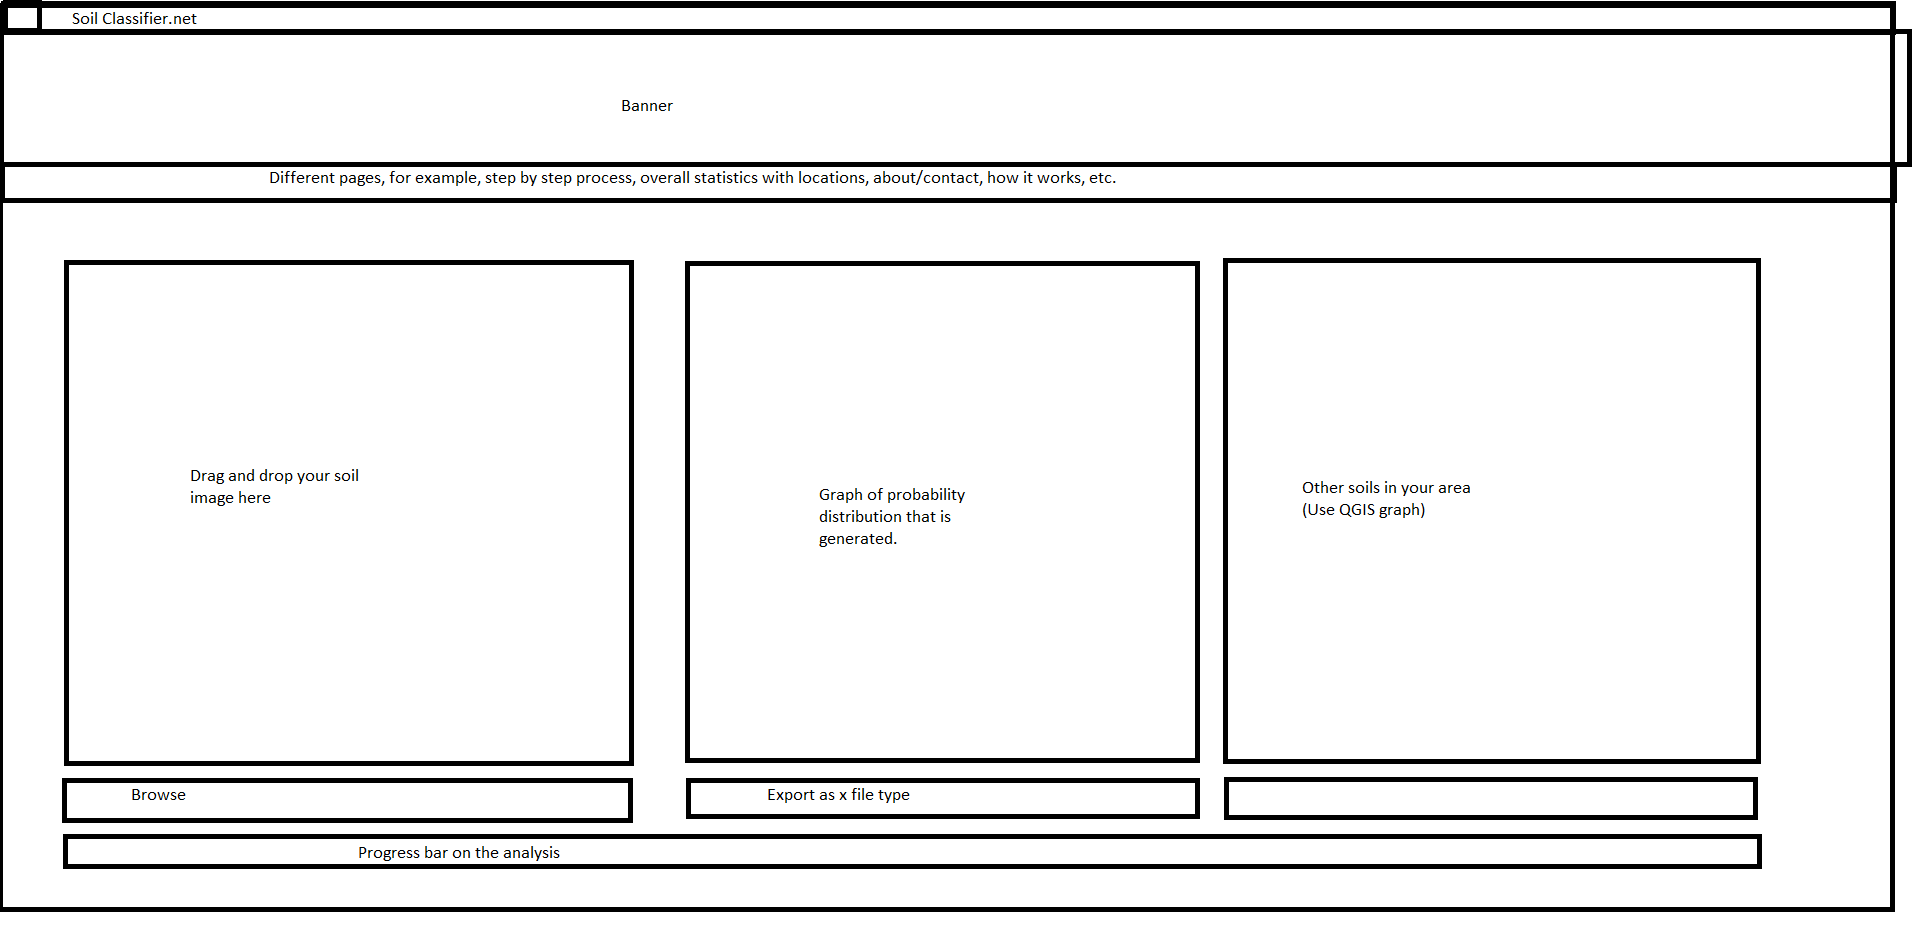 Soil Classifier.net
Banner
Different pages, for example, step by step process, overall statistics with locations, about/contact, how it works, etc.
Drag and drop your soil
image here
Graph of probability
distribution that is
generated.
Other soils in your area
(Use QGIS graph)
Browse
Export as x file type
Progress bar on the analysis